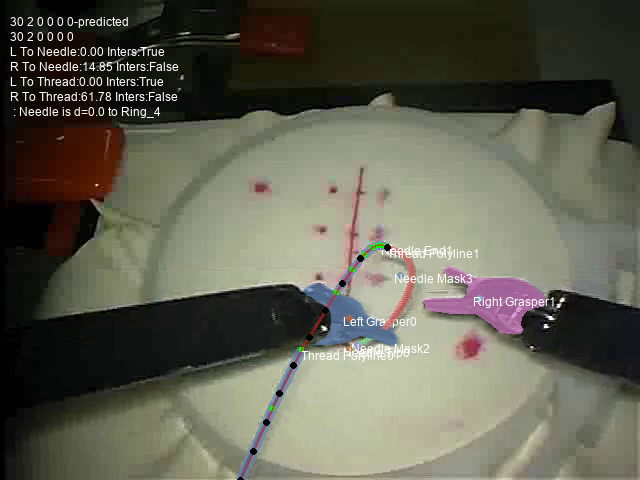 30 2 0 0 0 0-predicted
30 2 0 0 0 0
L To Needle:0.00 Inters:True
R To Needle:14.85 Inters:False
L To Thread:0.00 Inters:True
R To Thread:61.78 Inters:False
: Needle is d=0.0 to Ring_4
Needle End1
Thread Polyline1
Needle Mask3
Right Grasper1
Left Grasper0
Needle Mask2
Thread Polyline0